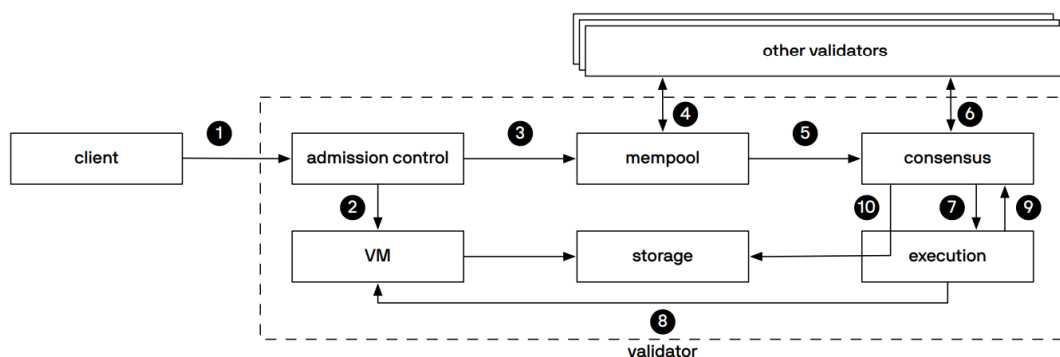 other validators
4
6
1
3
5
client
admission control
mempool
consensus
2
10
7
9
VM
storage
execution
8
validator